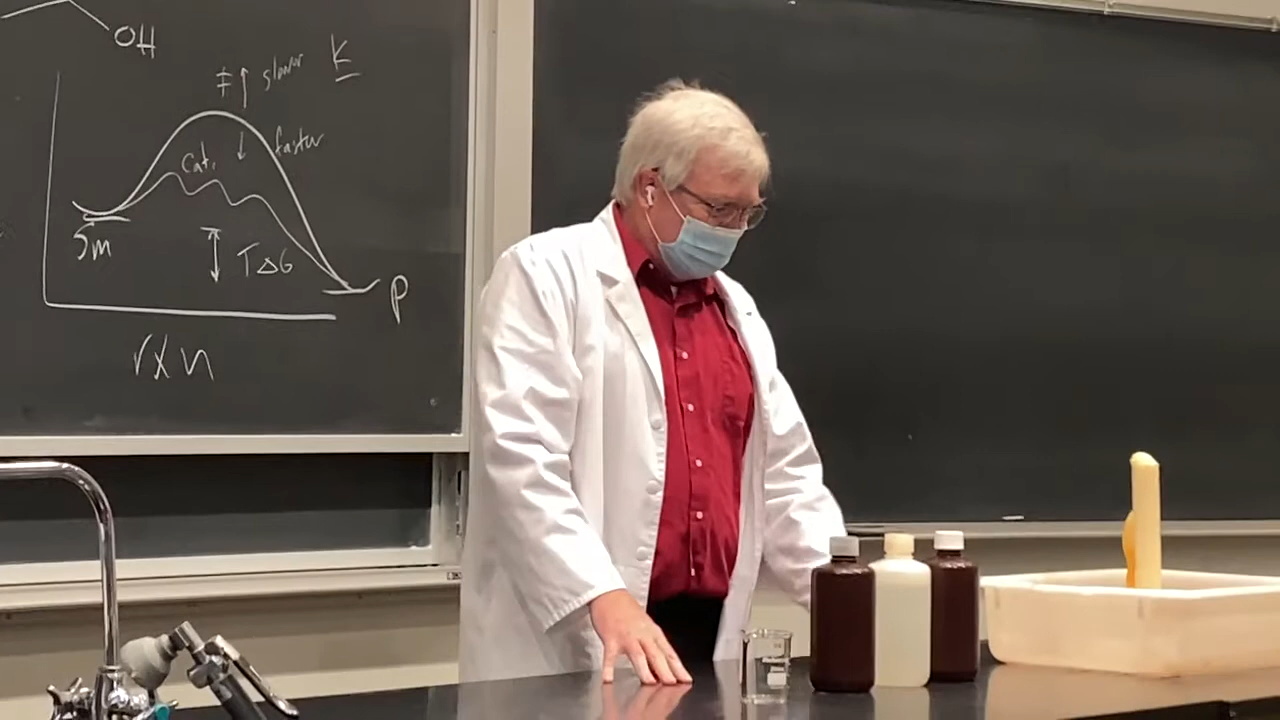 OH
‡ ↑ slower K
↓ faster
Cat.
Sm
T△G
P
rxn